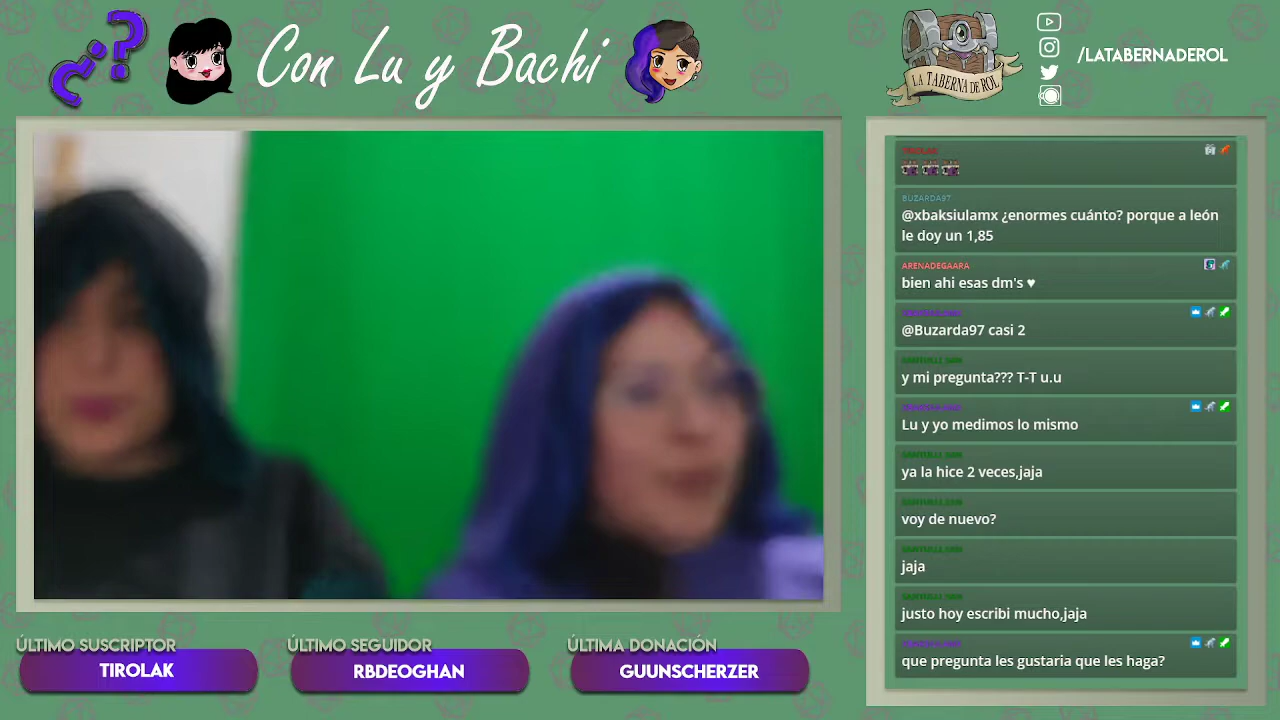 ¿?
Con Lu y Bachi
LA TABERNA DE ROL
/LATABERNADEROL
TIROLAK
BUZARDA97
@xbaksiulamx ¿enormes cuánto? porque a león
le doy un 1,85
ARENADEGAARA
bien ahi esas dm's ♥
@Buzarda97 casi 2
y mi pregunta??? T-T u.u
Lu y yo medimos lo mismo
ya la hice 2 veces,jaja
voy de nuevo?
jaja
justo hoy escribi mucho,jaja
que pregunta les gustaria que les haga?
ÚLTIMO SUSCRIPTOR
TIROLAK
ÚLTIMO SEGUIDOR
RBDEOGHAN
ÚLTIMA DONACIÓN
GUUNSCHERZER